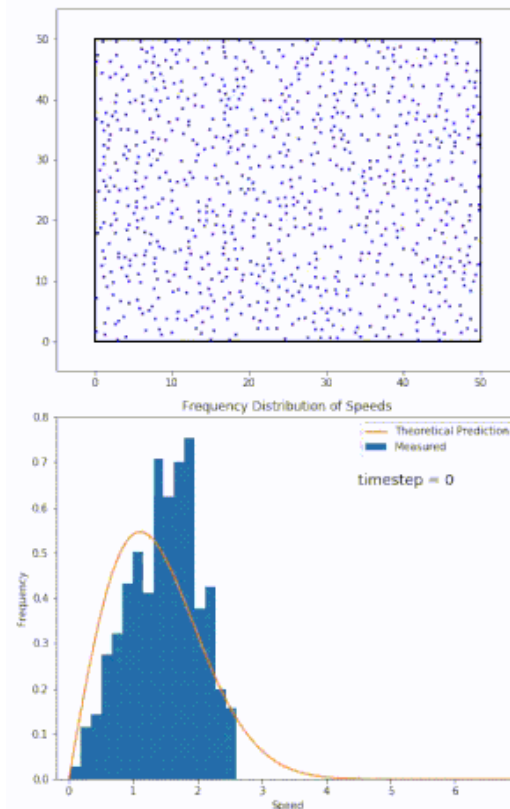 50
40
30
20
10
0
0 10 20 30 40 50
Frequency Distribution of Speeds
0.8
Theoretical Prediction
Measured
0.7
timestep = 0
0.6
0.5
0.4
Frequency
0.3
0.2
0.1
0.0
0 1 2 3 4 5 6
Speed